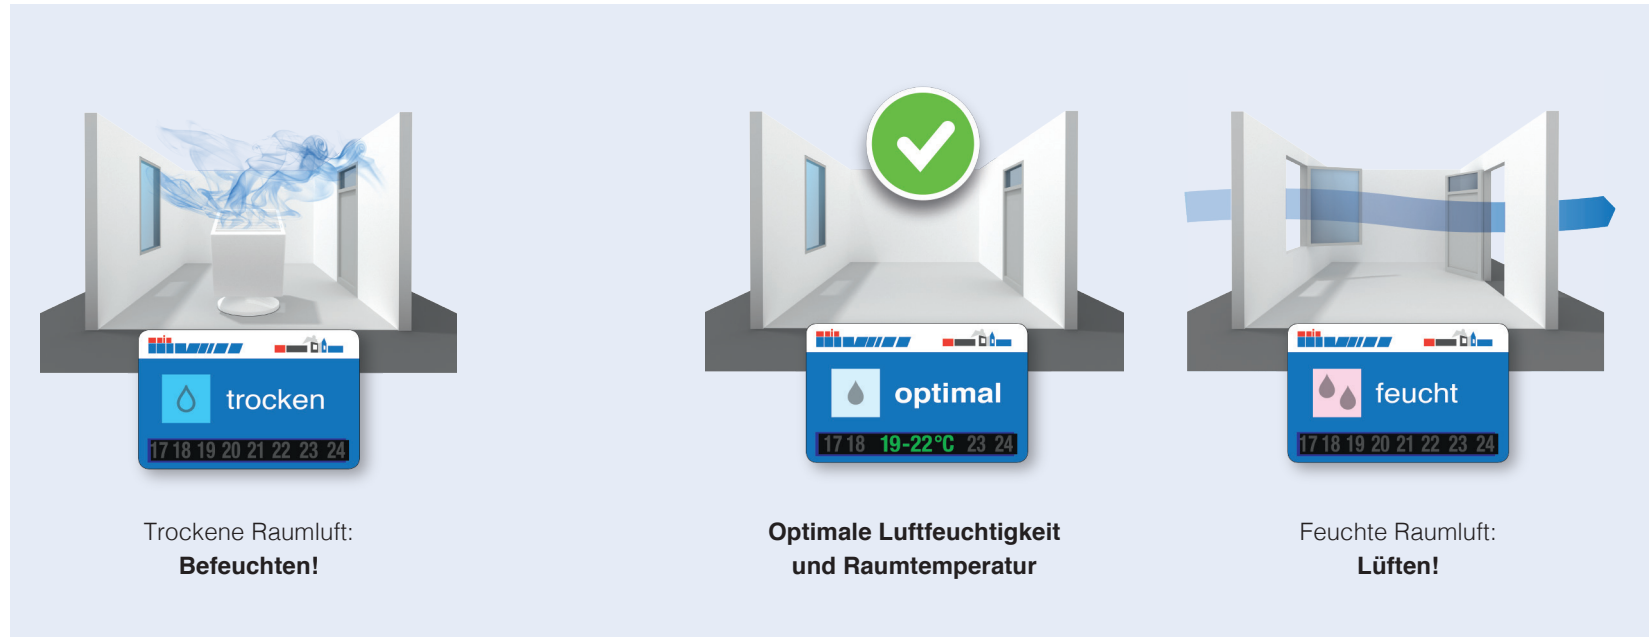 trocken
17 18 19 20 21 22 23 24
Trockene Raumluft:
Befeuchten!
optimal
17 18 19-22°C 23 24
Optimale Luftfeuchtigkeit
und Raumtemperatur
feucht
17 18 19 20 21 22 23 24
Feuchte Raumluft:
Lüften!